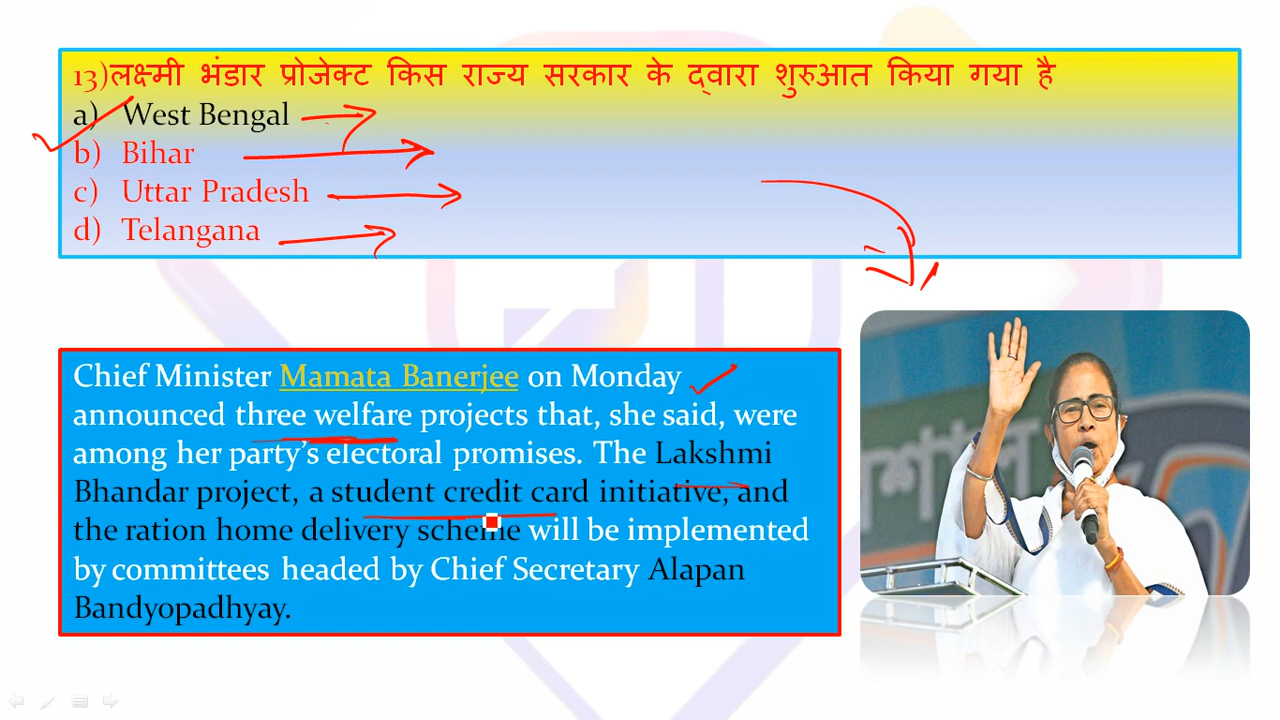 13)लक्ष्मी भंडार प्रोजेक्ट किस राज्य सरकार के द्वारा शुरुआत किया गया है
a) West Bengal
b) Bihar
c) Uttar Pradesh
d) Telangana
Chief Minister Mamata Banerjee on Monday
announced three welfare projects that, she said, were
among her party's electoral promises. The Lakshmi
Bhandar project, a student credit card initiative, and
the ration home delivery scheme will be implemented
by committees headed by Chief Secretary Alapan
Bandyopadhyay.